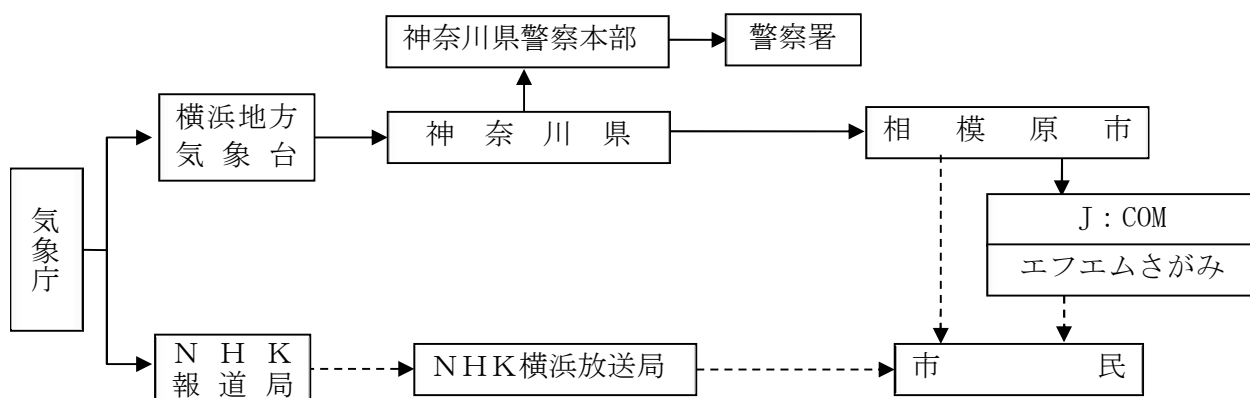 神奈川県警察本部
警察署
横浜地方
気象台
神奈川県
相模原市
気象庁
J：COM
エフエムさがみ
ＮＨＫ
報道局
ＮＨＫ横浜放送局
市民